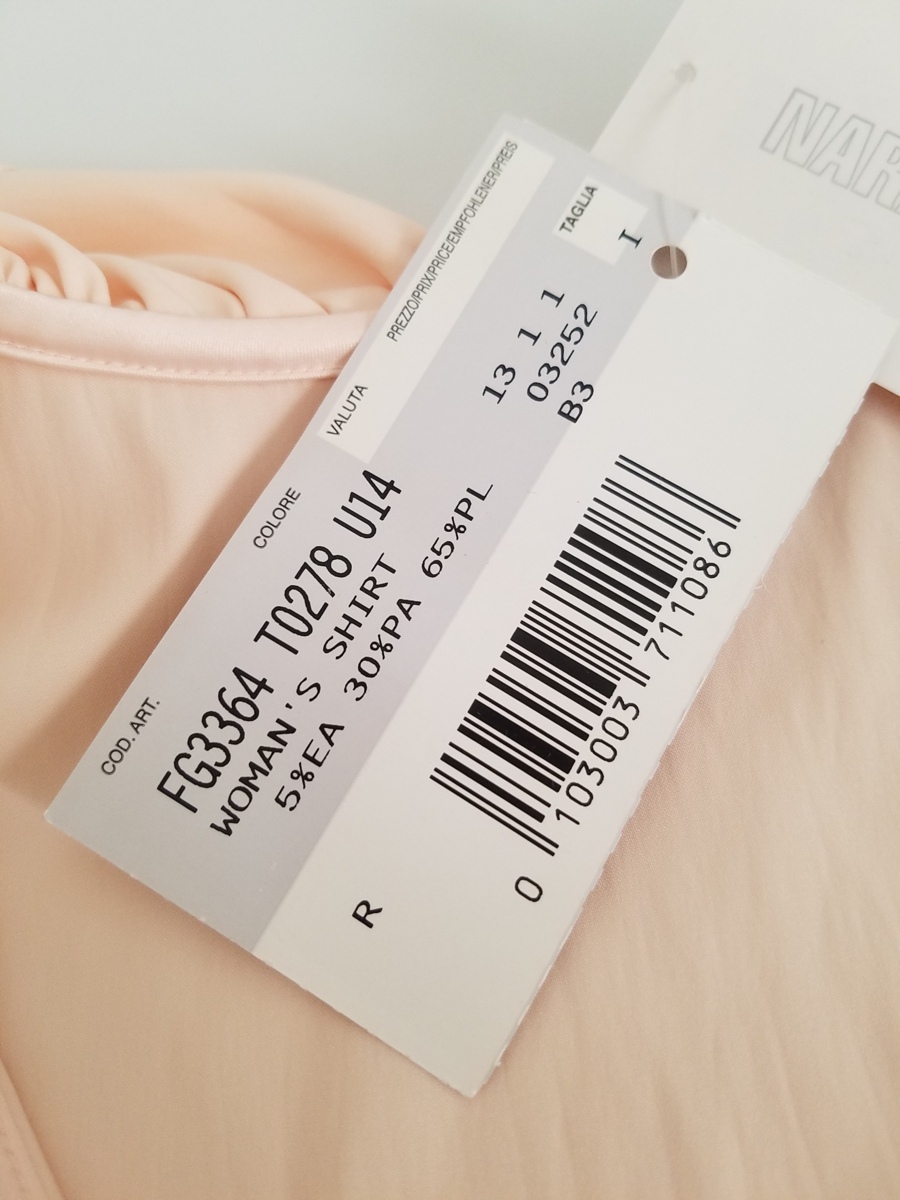 NAR
PREZZO/PRIX/PRICE/EMPFOHLENER/PREIS
VALUTA
TAGLIA
I
13 1 1
03252
B3
COD. ART.
COLORE
FG3364 T0278 U14
WOMAN'S SHIRT
5%EA 30%PA 65%PL
R
0 103003 711086